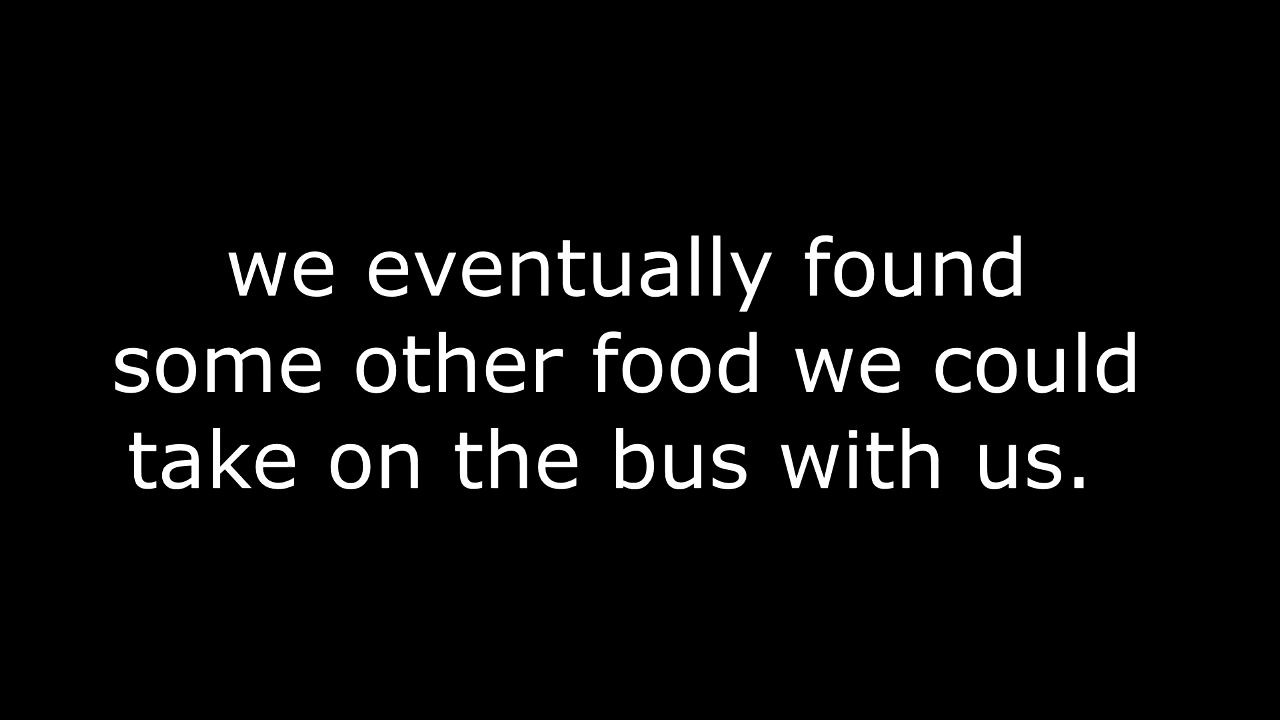 we eventually found
some other food we could
take on the bus with us.